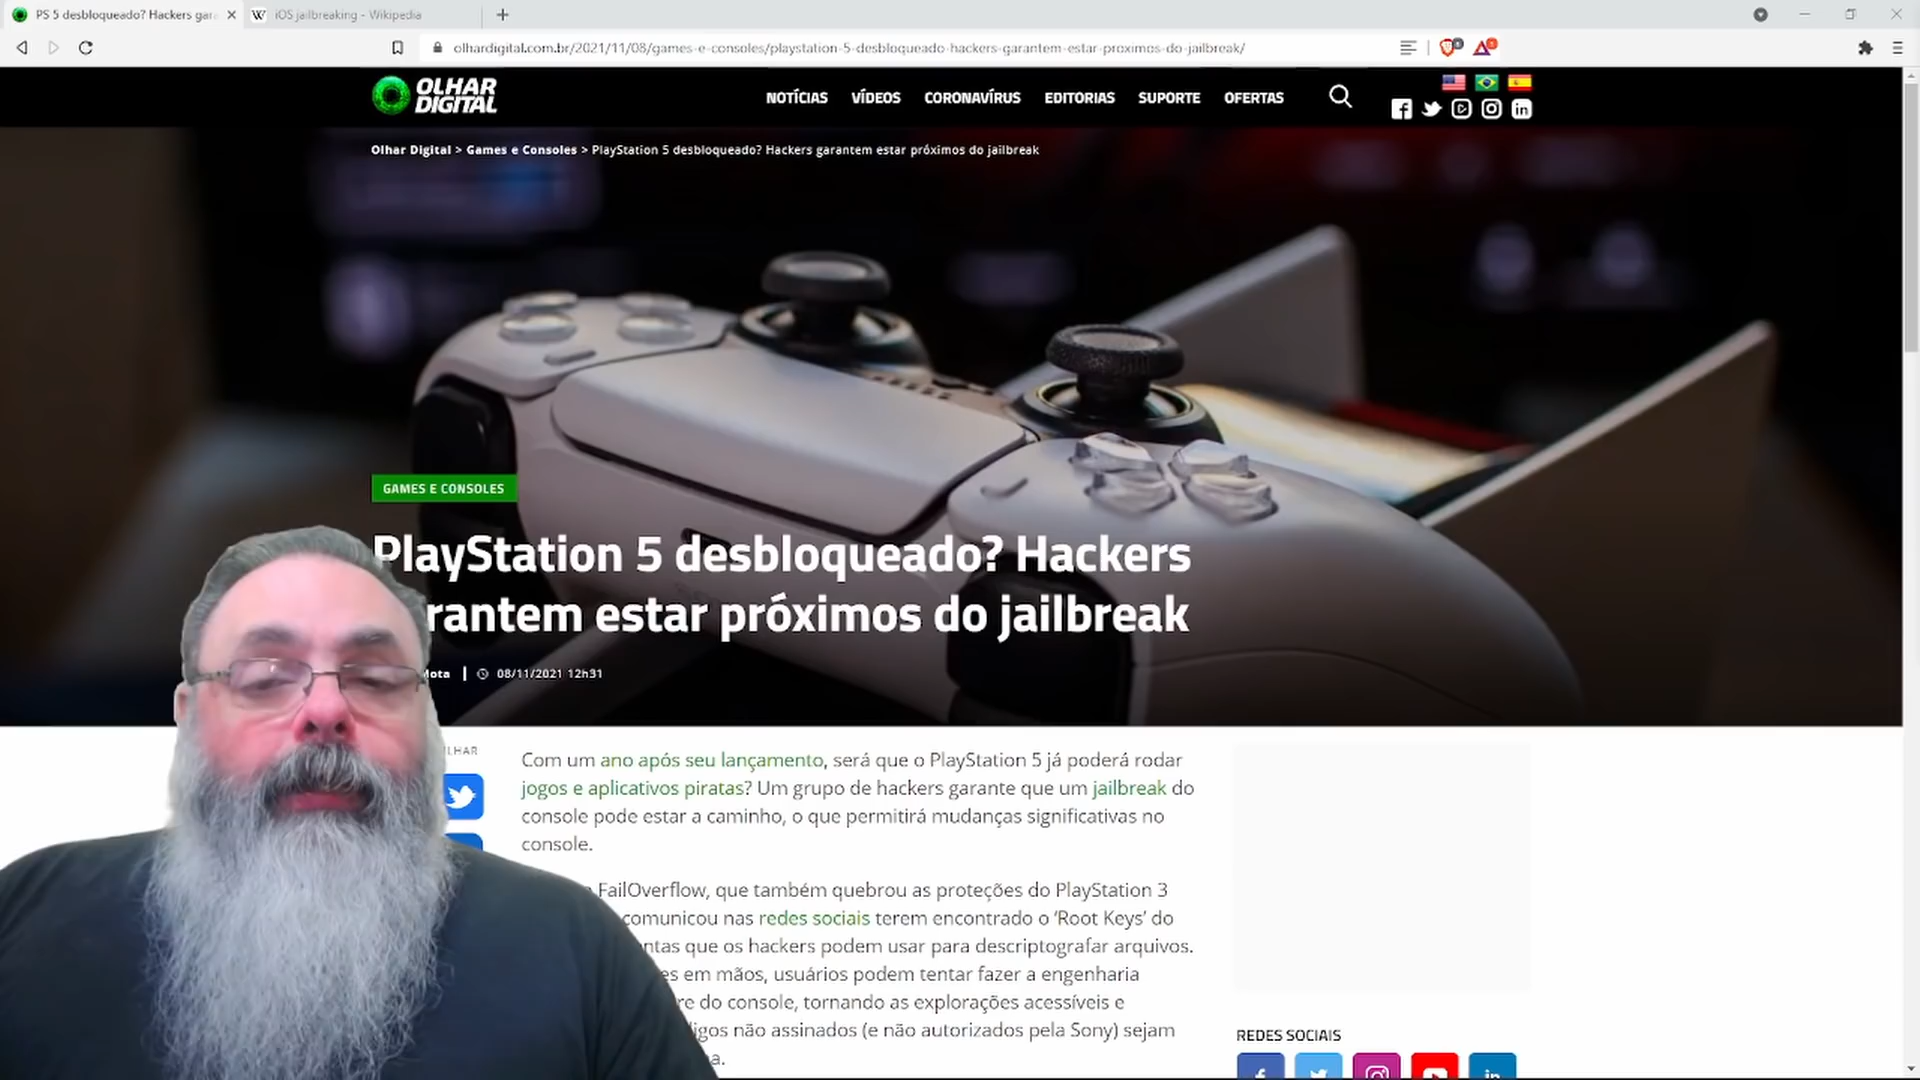 PS 5 desbloqueado? Hackers gar
iOS jailbreaking - Wikipedia
olhardigital.com.br/2021/11/08/games-e-consoles/playstation-5-desbloqueado-hackers-garantem-estar-proximos-do-jailbreak/
OLHAR
DIGITAL
NOTÍCIAS VÍDEOS CORONAVÍRUS EDITORIAS SUPORTE OFERTAS
Olhar Digital > Games e Consoles > PlayStation 5 desbloqueado? Hackers garantem estar próximos do jailbreak
GAMES E CONSOLES
PlayStation 5 desbloqueado? Hackers
rantem estar próximos do jailbreak
Mota | 08/11/2021 12h31
LHAR
Com um ano após seu lançamento, será que o PlayStation 5 já poderá rodar
jogos e aplicativos piratas? Um grupo de hackers garante que um jailbreak do
console pode estar a caminho, o que permitirá mudanças significativas no
console.
FailOverflow, que também quebrou as proteções do PlayStation 3
comunicou nas redes sociais terem encontrado o ‘Root Keys’ do
ntas que os hackers podem usar para descriptografar arquivos.
es em mãos, usuários podem tentar fazer a engenharia
re do console, tornando as explorações acessíveis e
igos não assinados (e não autorizados pela Sony) sejam
na.
REDES SOCIAIS